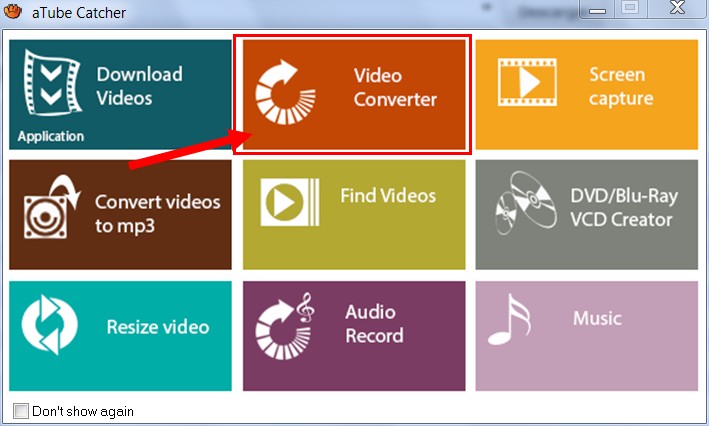 aTube Catcher
Download
Videos
Application
Video
Converter
Screen
capture
Convert videos
to mp3
Find Videos
DVD/Blu-Ray
VCD Creator
Resize video
Audio
Record
Music
Don't show again